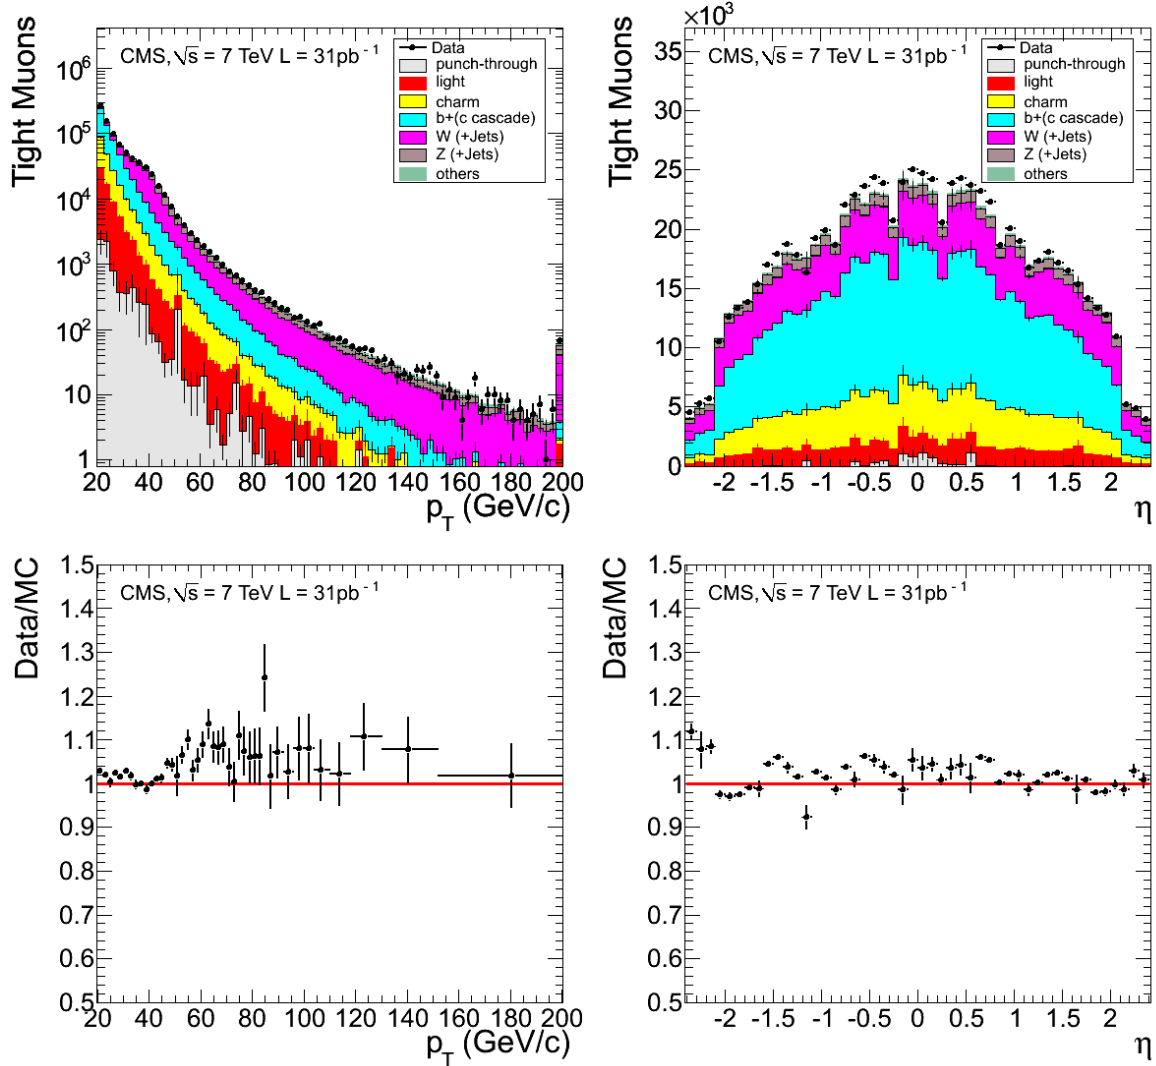 Tight Muons
CMS, √s = 7 TeV L = 31pb⁻¹
Data
punch-through
light
charm
b+(c cascade)
W (+Jets)
Z (+Jets)
others
10⁶
10⁵
10⁴
10³
10²
10
1
20 40 60 80 100 120 140 160 180 200
p_T (GeV/c)
×10³
Tight Muons
CMS, √s = 7 TeV L = 31pb⁻¹
Data
punch-through
light
charm
b+(c cascade)
W (+Jets)
Z (+Jets)
others
35
30
25
20
15
10
5
0
-2 -1.5 -1 -0.5 0 0.5 1 1.5 2
η
Data/MC
CMS, √s = 7 TeV L = 31pb⁻¹
1.5
1.4
1.3
1.2
1.1
1
0.9
0.8
0.7
0.6
0.5
20 40 60 80 100 120 140 160 180 200
p_T (GeV/c)
Data/MC
CMS, √s = 7 TeV L = 31pb⁻¹
1.5
1.4
1.3
1.2
1.1
1
0.9
0.8
0.7
0.6
0.5
-2 -1.5 -1 -0.5 0 0.5 1 1.5 2
η